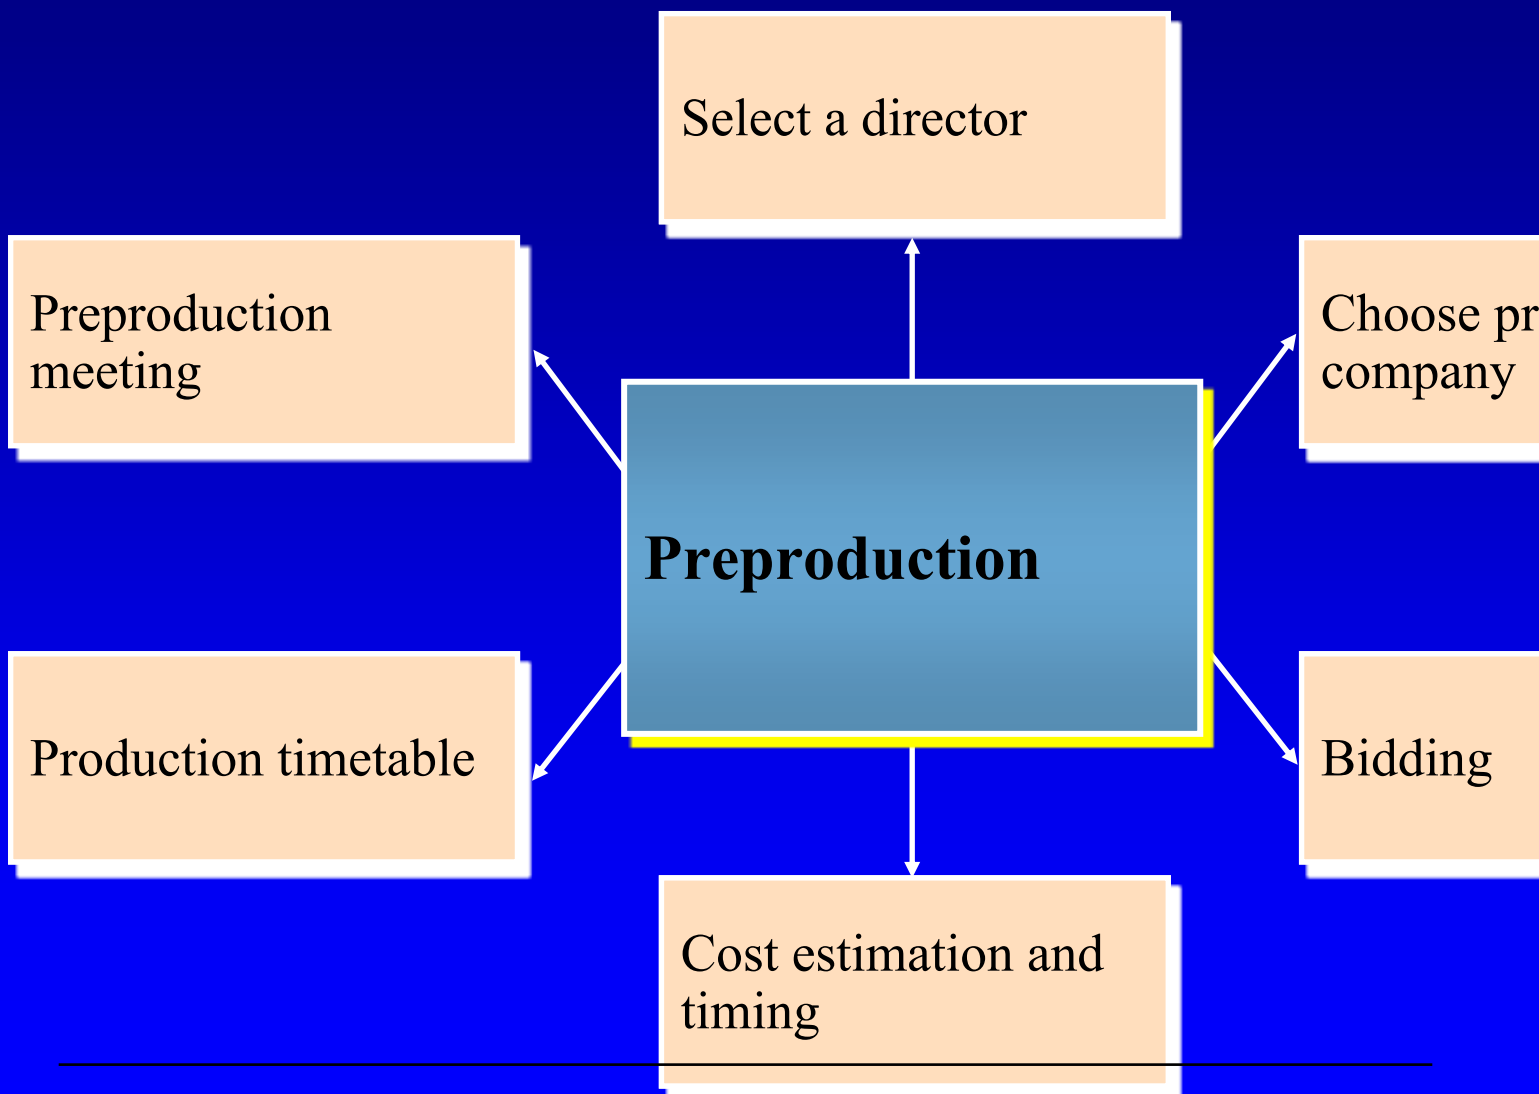 Select a director
Preproduction
meeting
Choose pr
company
Preproduction
Production timetable
Bidding
Cost estimation and
timing